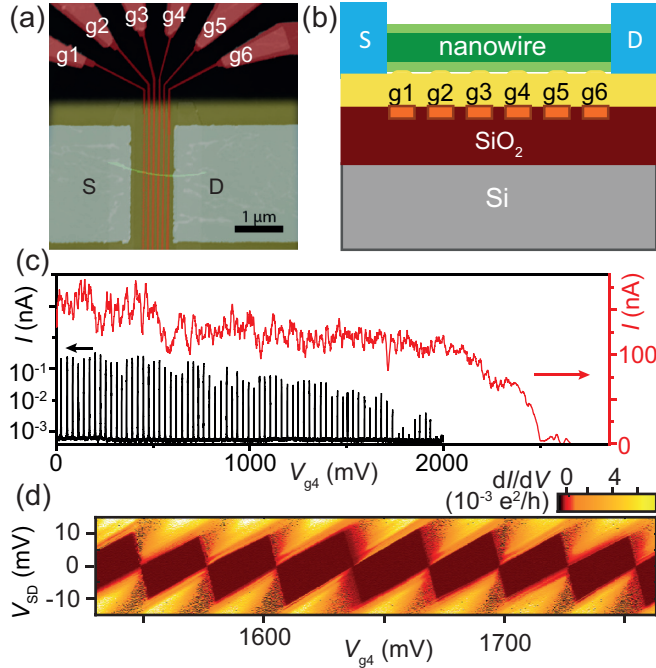 (a)
g1
g2
g3
g4
g5
g6
S
D
1 μm
(b)
S
nanowire
D
g1 g2 g3 g4 g5 g6
SiO2
Si
(c)
I (nA)
10-1
10-2
10-3
0
1000
2000
Vg4 (mV)
I (nA)
100
0
(d)
dI/dV
(10-3 e2/h)
0 4
VSD (mV)
10
0
-10
1600
1700
Vg4 (mV)